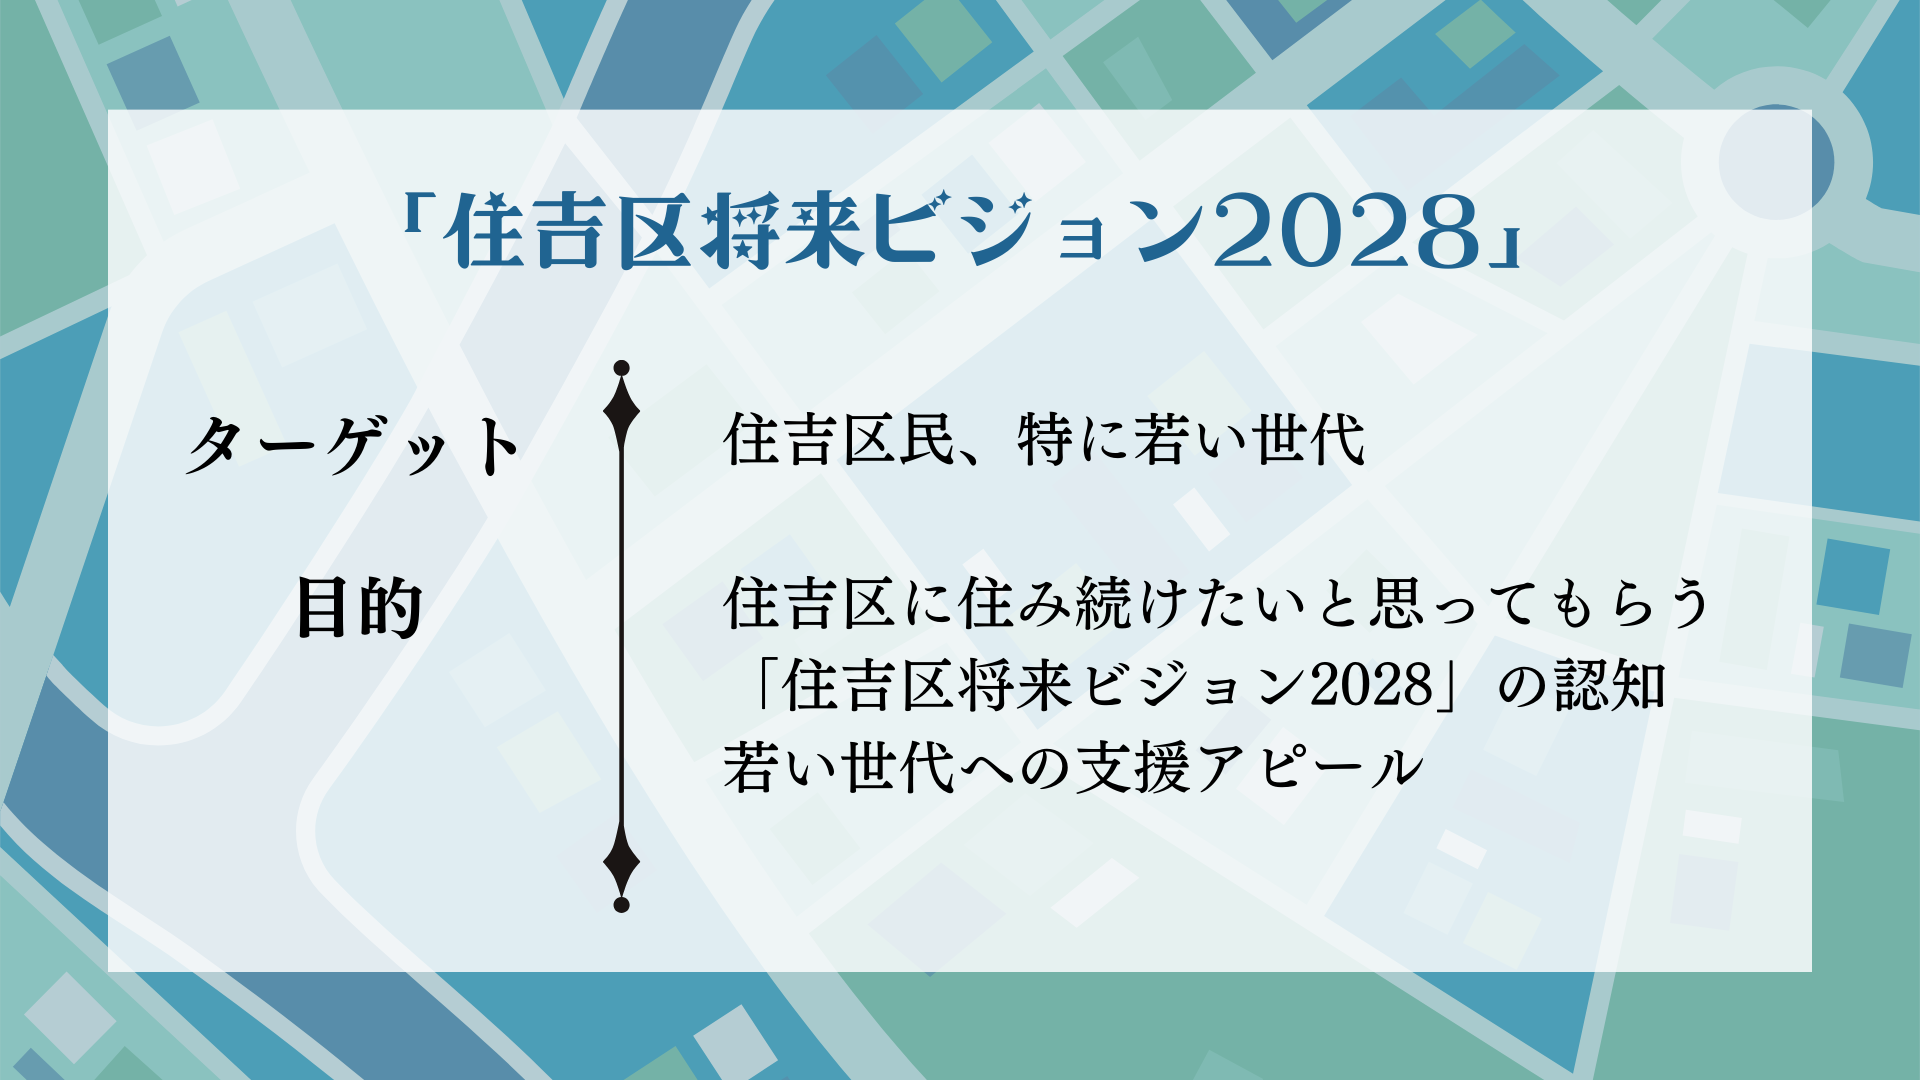 「住吉区将来ビジョン2028」
ターゲット
住吉区民、特に若い世代
目的
住吉区に住み続けたいと思ってもらう
「住吉区将来ビジョン2028」の認知
若い世代への支援アピール